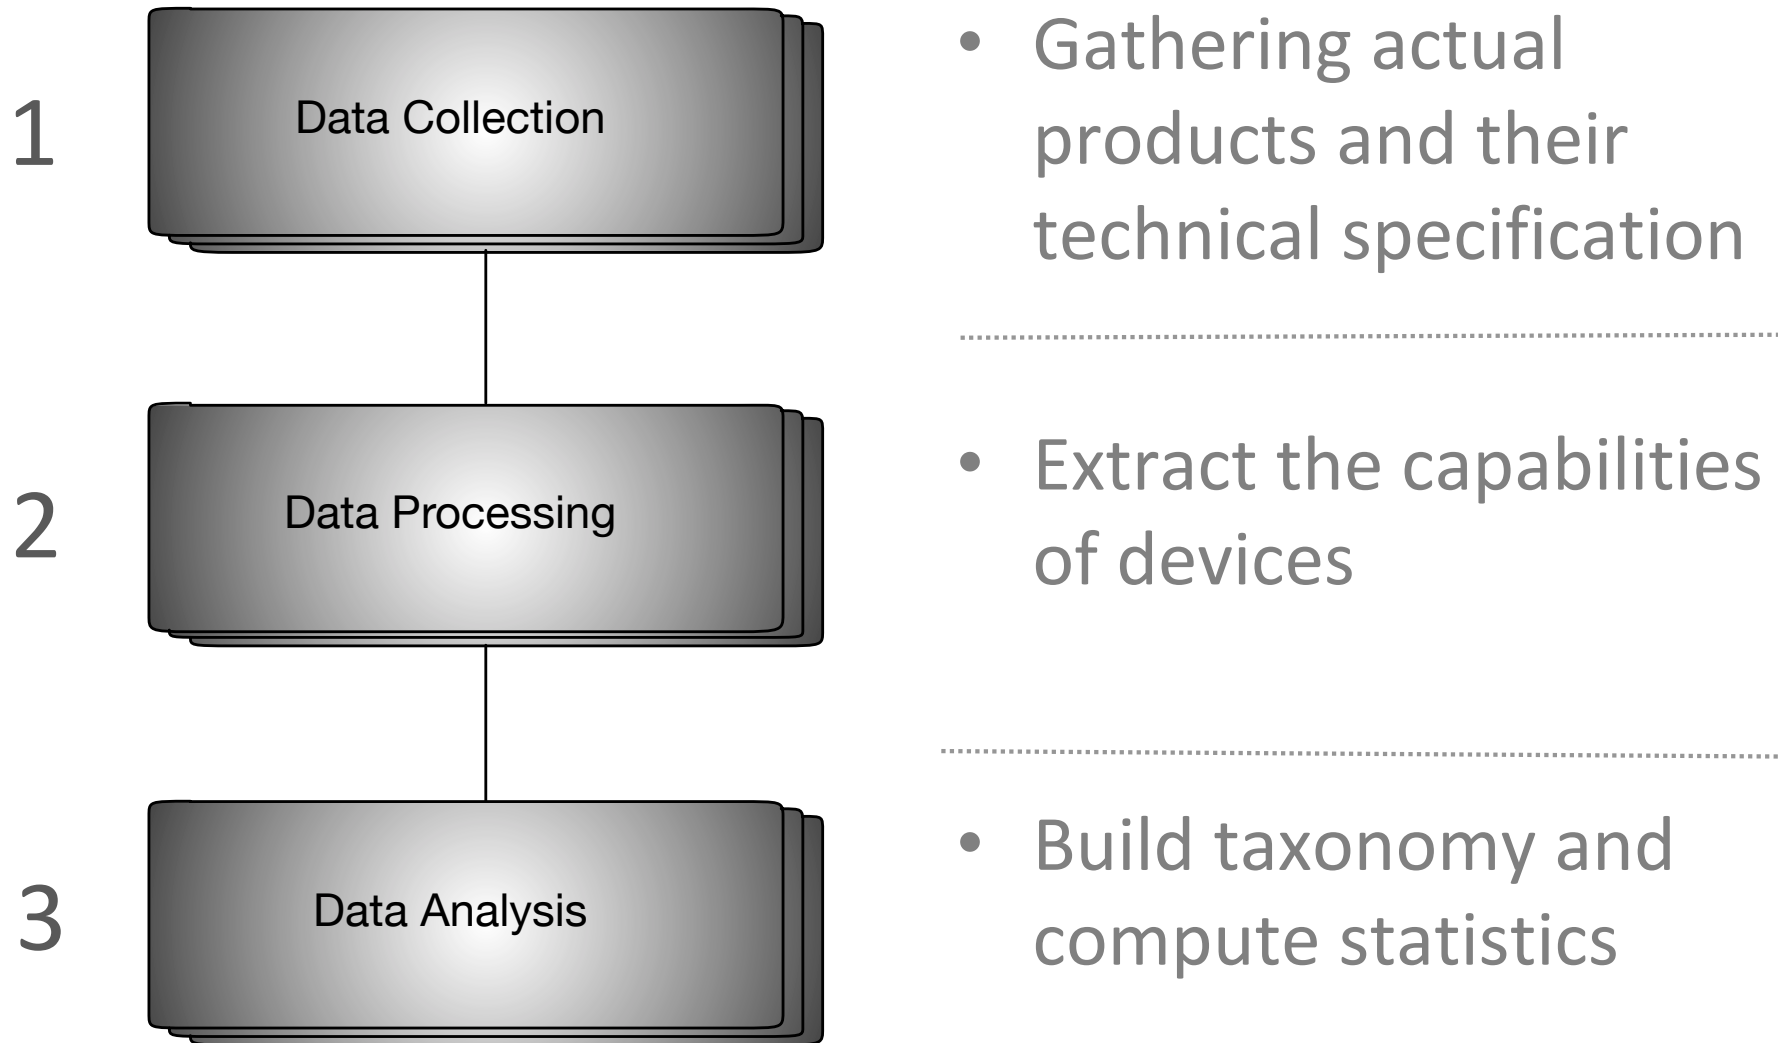 1
Data Collection
• Gathering actual
products and their
technical specification
2
Data Processing
• Extract the capabilities
of devices
3
Data Analysis
• Build taxonomy and
compute statistics